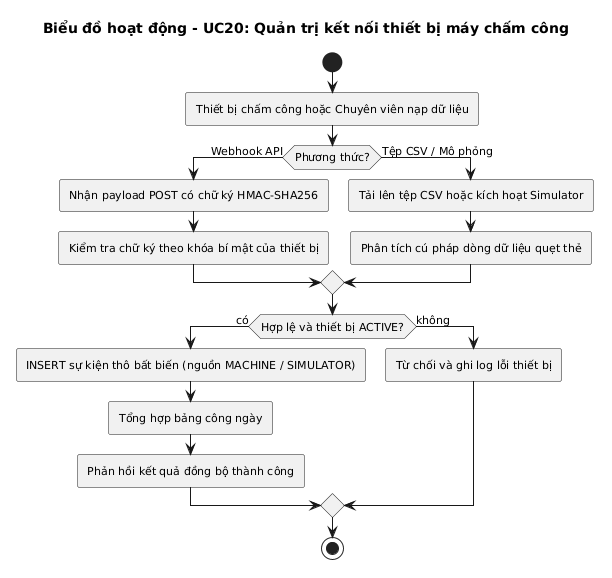 Biểu đồ hoạt động - UC20: Quản trị kết nối thiết bị máy chấm công
Thiết bị chấm công hoặc Chuyên viên nạp dữ liệu
Webhook API
Phương thức?
Tệp CSV / Mô phỏng
Nhận payload POST có chữ ký HMAC-SHA256
Tải lên tệp CSV hoặc kích hoạt Simulator
Kiểm tra chữ ký theo khóa bí mật của thiết bị
Phân tích cú pháp dòng dữ liệu quẹt thẻ
có
Hợp lệ và thiết bị ACTIVE?
không
INSERT sự kiện thô bất biến (nguồn MACHINE / SIMULATOR)
Từ chối và ghi log lỗi thiết bị
Tổng hợp bảng công ngày
Phản hồi kết quả đồng bộ thành công